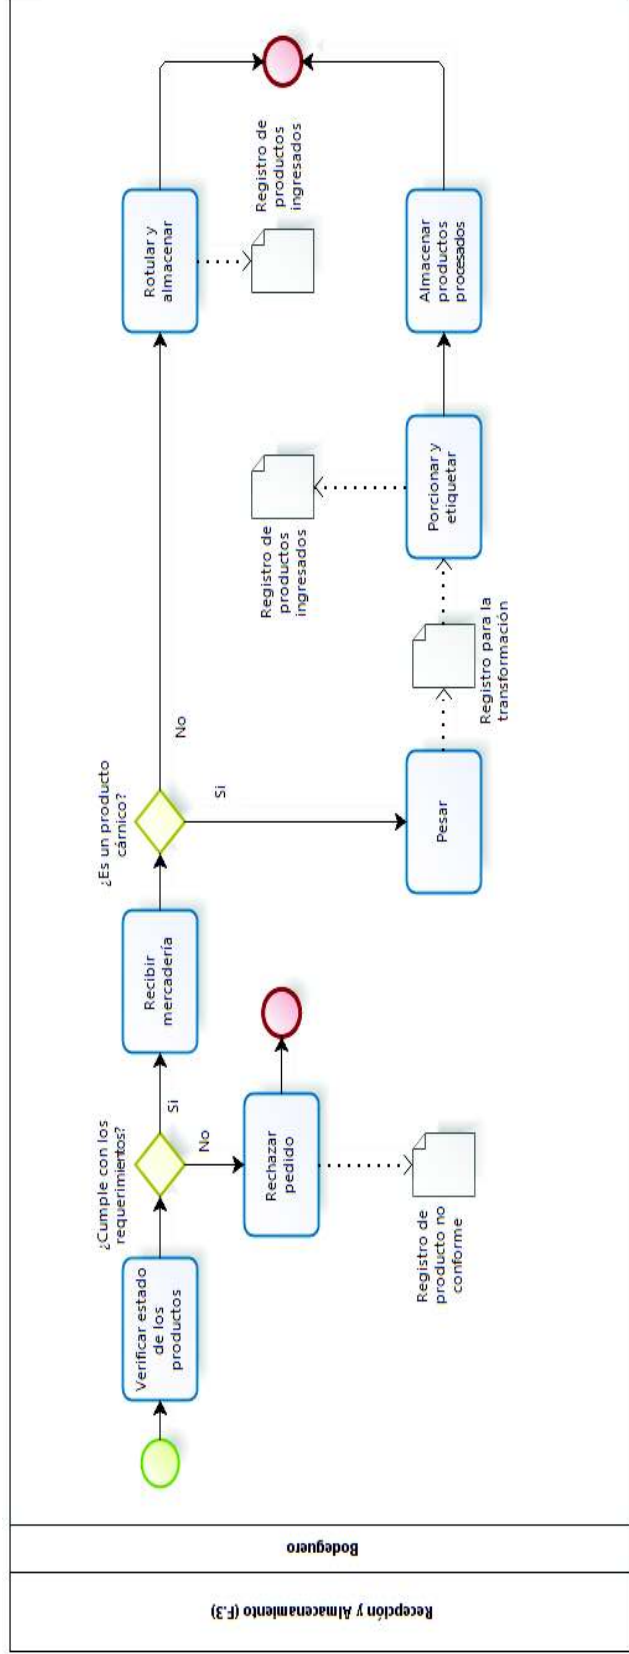 Recepción y Almacenamiento (F.3)
Bodeguero
Verificar estado
de los
productos
¿Cumple con los
requerimientos?
Si
No
Rechazar
pedido
Registro de
producto no
conforme
Recibir
mercadería
¿Es un producto
cárnico?
No
Si
Pesar
Registro para la
transformación
Porcionar y
etiquetar
Registro de
productos
ingresados
Almacenar
productos
procesados
Rotular y
almacenar
Registro de
productos
ingresados